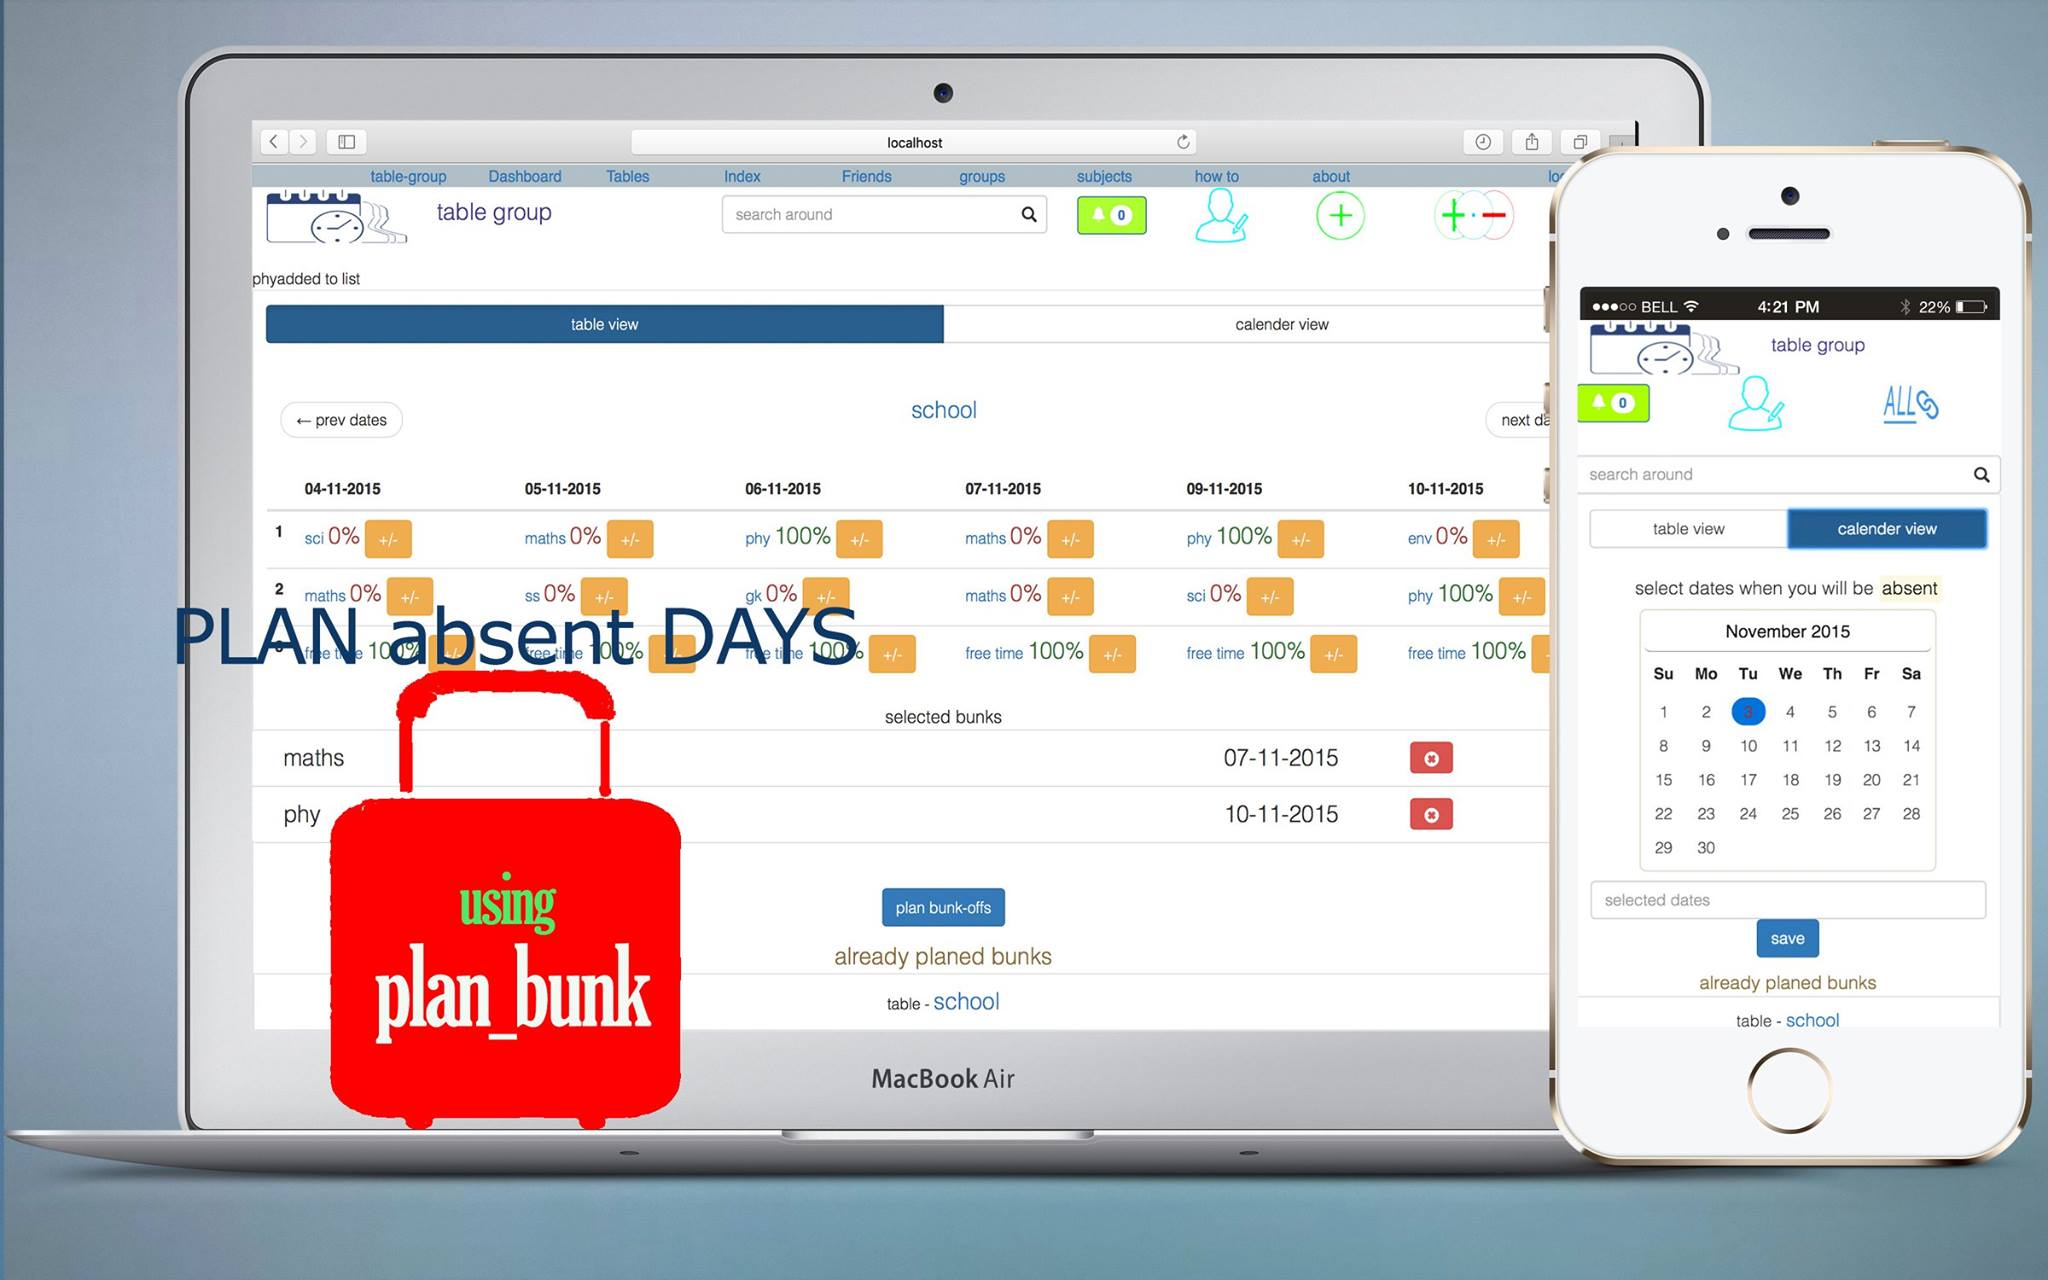 localhost
table-group Dashboard Tables Index Friends groups subjects how to about
table group
search around
0
phyadded to list
table view calender view
← prev dates
school
next da
04-11-2015 05-11-2015 06-11-2015 07-11-2015 09-11-2015 10-11-2015
1 sci 0% +/- maths 0% +/- phy 100% +/- maths 0% +/- phy 100% +/- env 0% +/-
2 maths 0% +/- ss 0% +/- gk 0% +/- maths 0% +/- sci 0% +/- phy 100% +/-
PLAN absent DAYS
free time 100% +/- free time 100% +/- free time 100% +/- free time 100% +/- free time 100% +/- free time 100%
selected bunks
maths 07-11-2015
phy 10-11-2015
using
plan_bunk
plan bunk-offs
already planed bunks
table - school
MacBook Air
BELL 4:21 PM 22%
table group
0
ALL
search around
table view calender view
select dates when you will be absent
November 2015
Su Mo Tu We Th Fr Sa
1 2 3 4 5 6 7
8 9 10 11 12 13 14
15 16 17 18 19 20 21
22 23 24 25 26 27 28
29 30
selected dates
save
already planed bunks
table - school